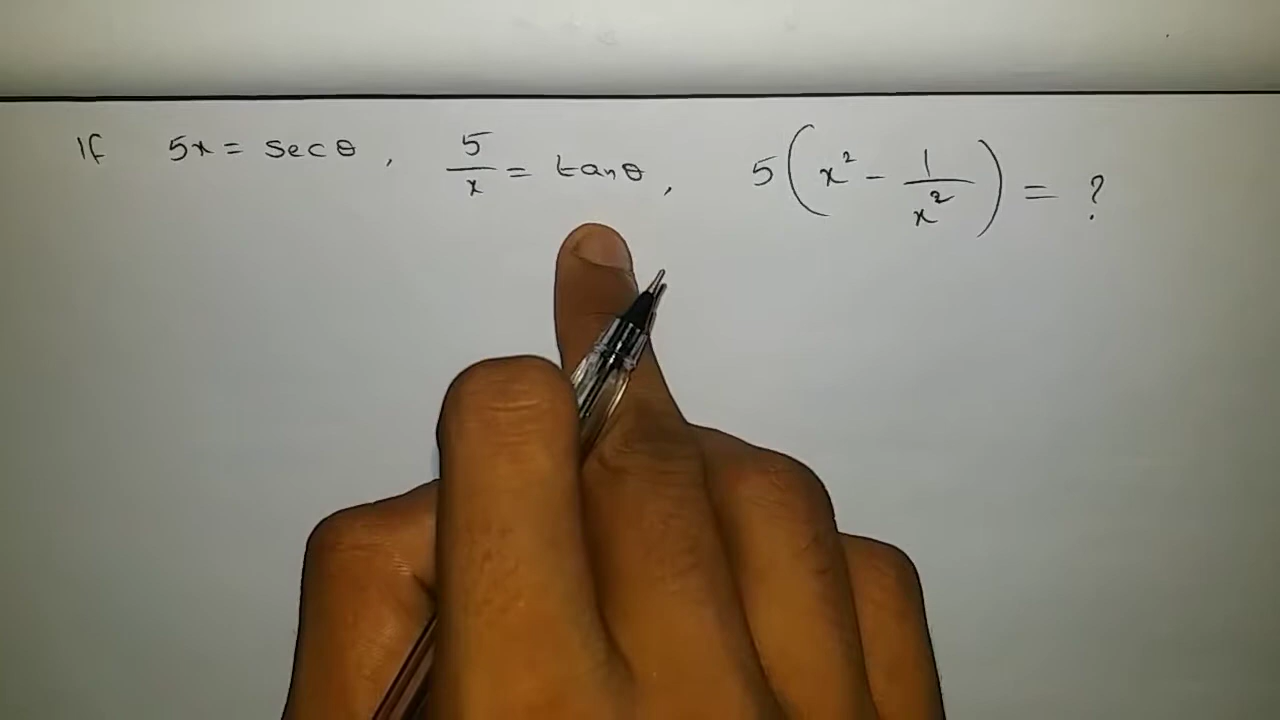 If 5x = secθ, 5/x = tanθ, 5(x² - 1/x²) = ?